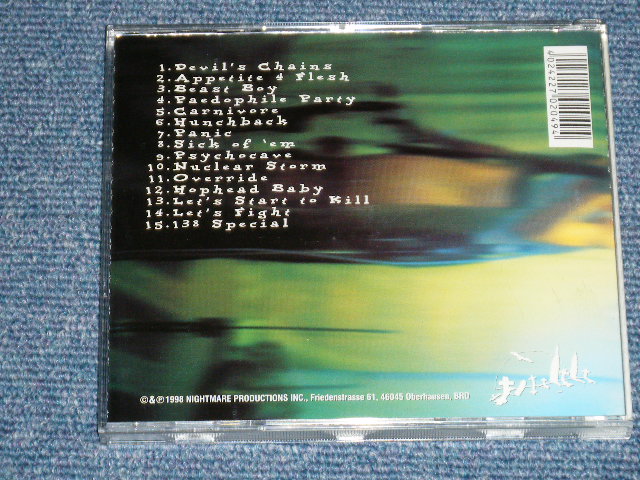 1. Devil's Chains
2. Appetite 4 Flesh
3. Beast Boy
4. Paedophile Party
5. Carnivore
6. Hunchback
7. Panic
8. Sick of 'em
9. Psychocave
10. Nuclear Storm
11. Override
12. Hophead Baby
13. Let's Start to Kill
14. Let's Fight
15. 138 Special
4024227020494
©&℗1998 NIGHTMARE PRODUCTIONS INC., Friedenstrasse 61, 46045 Oberhausen, BRD